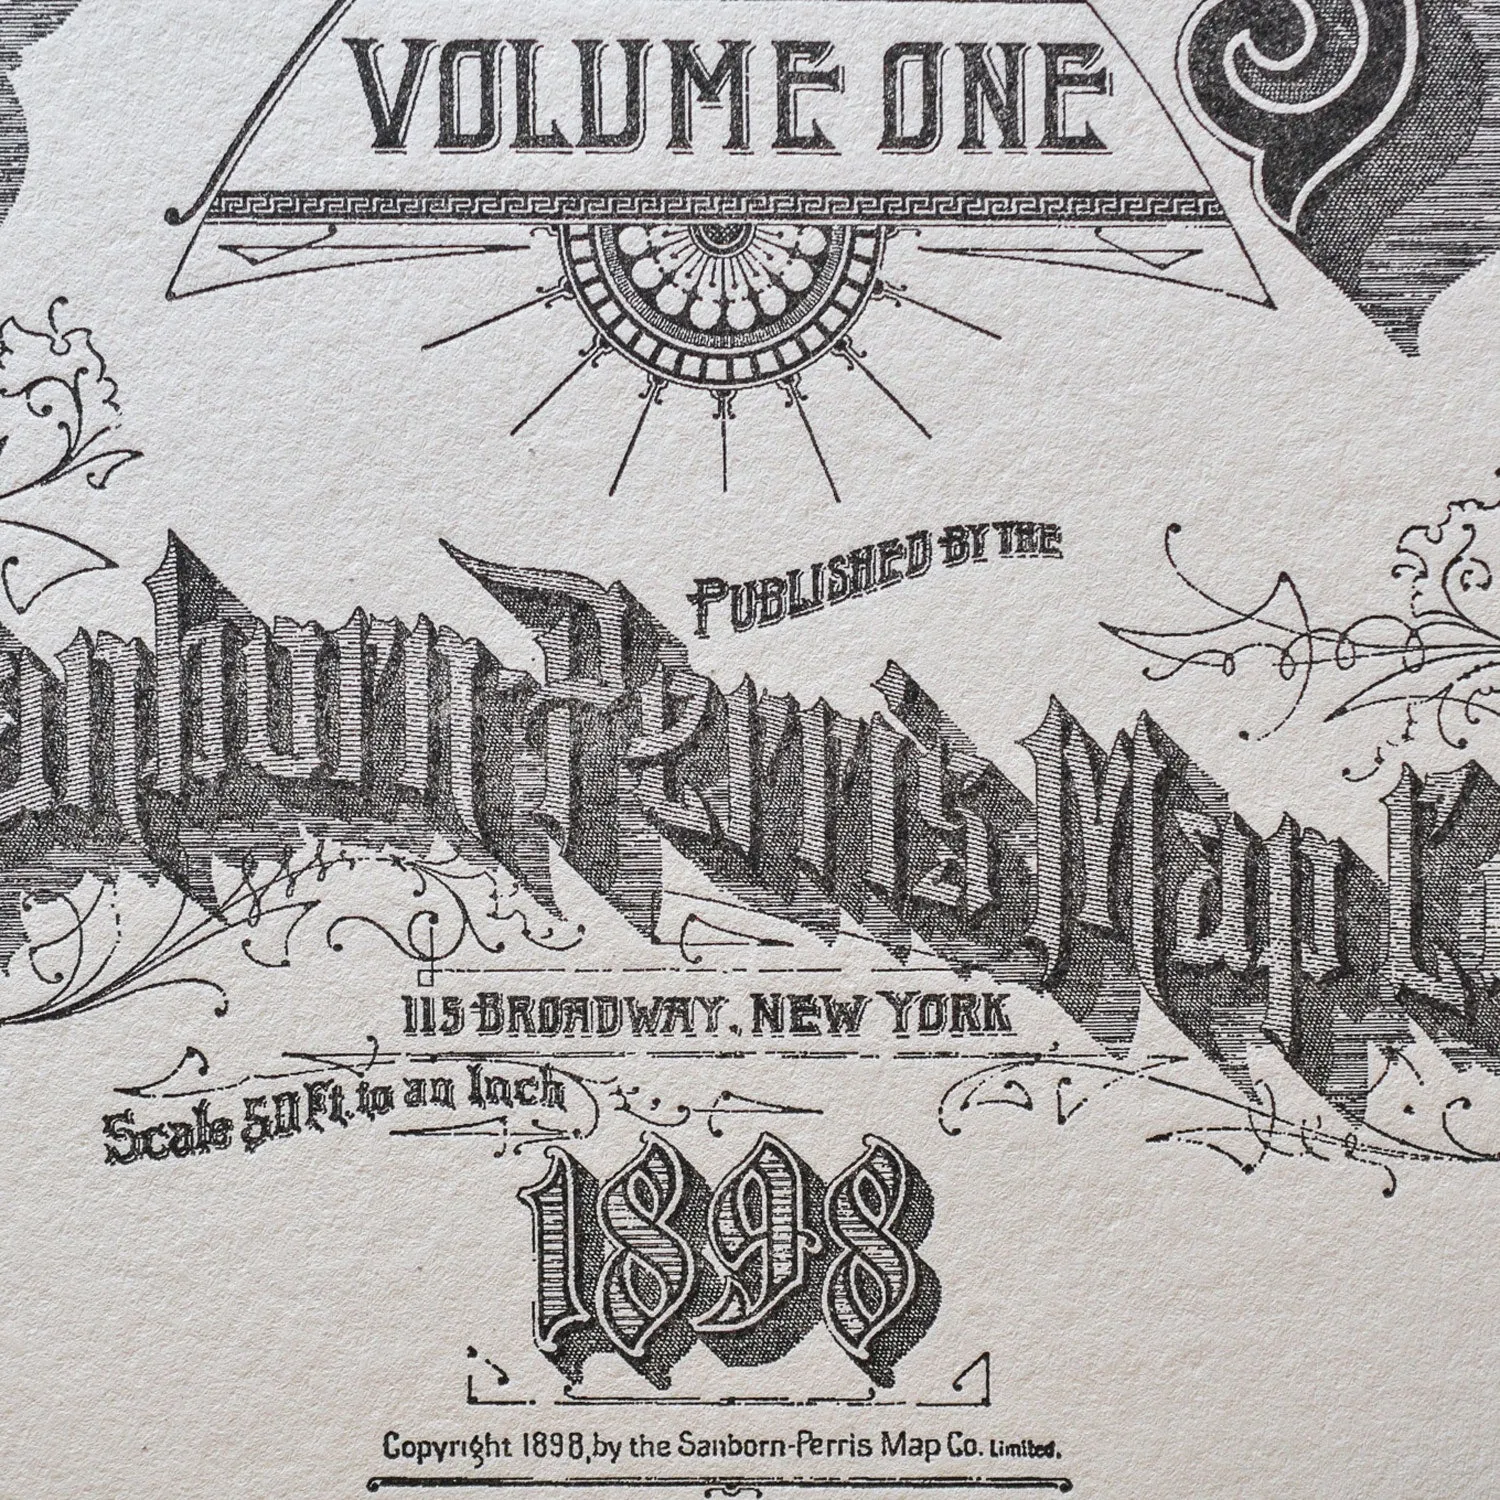 VOLUME ONE
PUBLISHED BY THE
anborn Perris Map Co
115 BROADWAY, NEW YORK
Scale 50 Ft. to an Inch
1898
Copyright 1898, by the Sanborn-Perris Map Co. Limited.